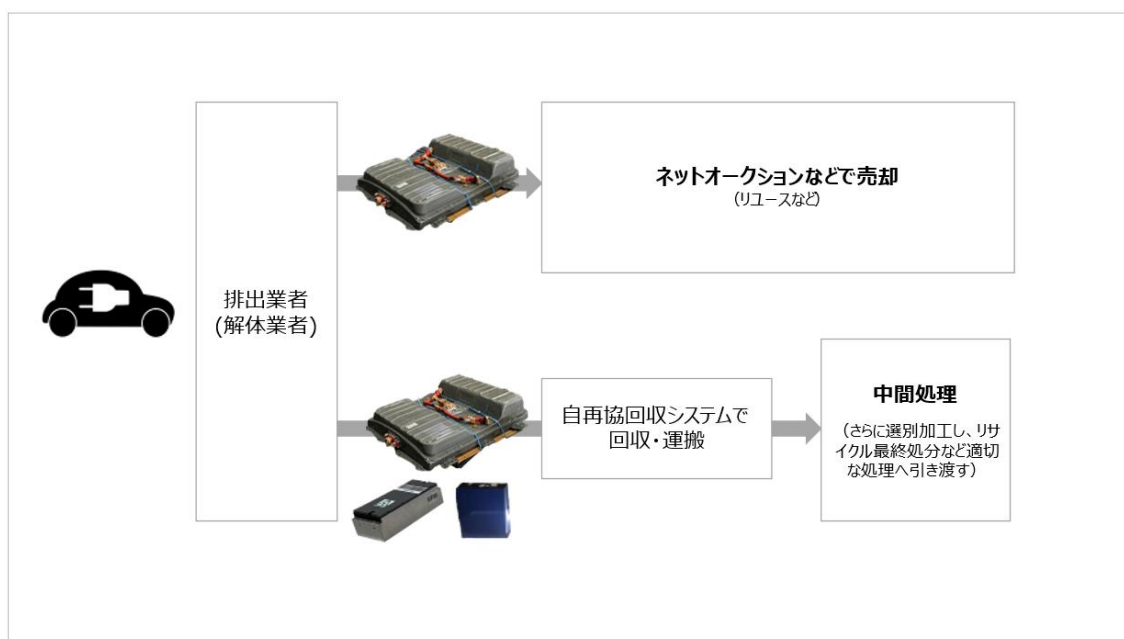 ネットオークションなどで売却
(リユースなど)
排出業者
(解体業者)
自再協回収システムで
回収・運搬
中間処理
（さらに選別加工し、リサ
イクル最終処分など適切
な処理へ引き渡す）